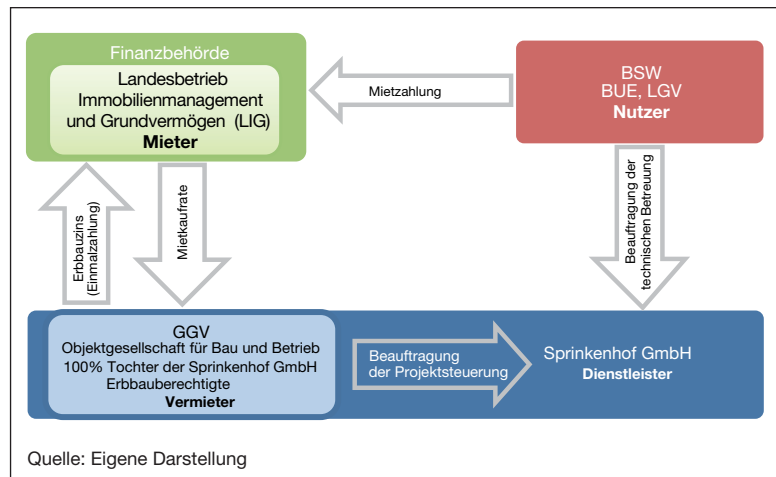 Finanzbehörde
Landesbetrieb
Immobilienmanagement
und Grundvermögen (LIG)
Mieter
Mietzahlung
BSW
BUE, LGV
Nutzer
Erbbauzins
(Einmalzahlung)
Mietkaufrate
Beauftragung der
technischen Betreuung
GGV
Objektgesellschaft für Bau und Betrieb
100% Tochter der Sprinkenhof GmbH
Erbbauberechtigte
Vermieter
Beauftragung
der Projektsteuerung
Sprinkenhof GmbH
Dienstleister
Quelle: Eigene Darstellung